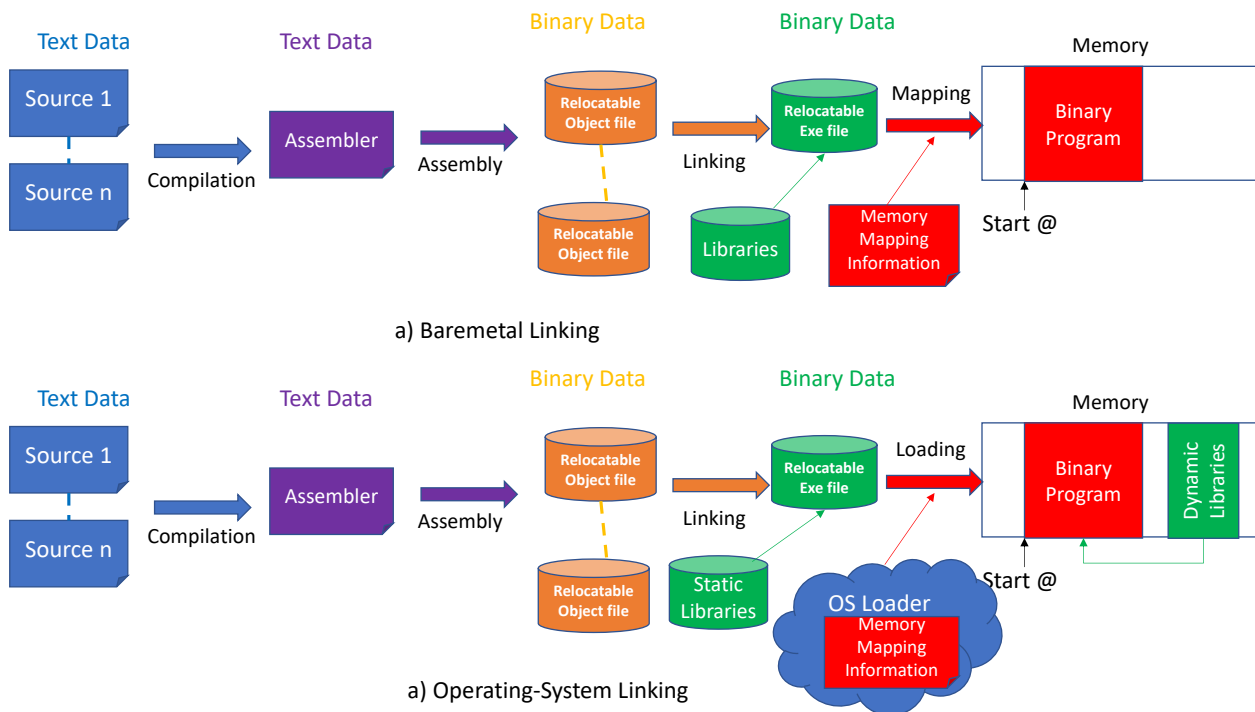 Binary Data
Binary Data
Text Data
Text Data
Memory
Source 1
Relocatable
Object file
Relocatable
Exe file
Mapping
Binary
Program
Assembler
Compilation
Assembly
Linking
Source n
Relocatable
Object file
Libraries
Memory
Mapping
Information
Start @
a) Baremetal Linking
Binary Data
Binary Data
Text Data
Text Data
Memory
Source 1
Relocatable
Object file
Relocatable
Exe file
Loading
Binary
Program
Dynamic
Libraries
Assembler
Compilation
Assembly
Linking
Source n
Relocatable
Object file
Static
Libraries
OS Loader
Memory
Mapping
Information
Start @
a) Operating-System Linking